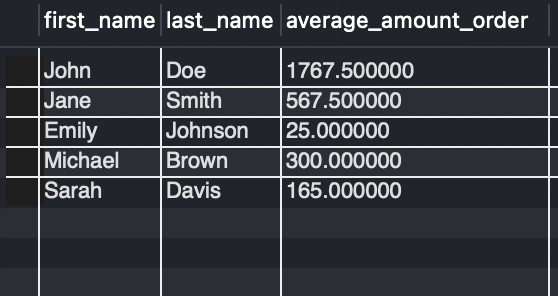 first_name last_name average_amount_order
John Doe 1767.500000
Jane Smith 567.500000
Emily Johnson 25.000000
Michael Brown 300.000000
Sarah Davis 165.000000